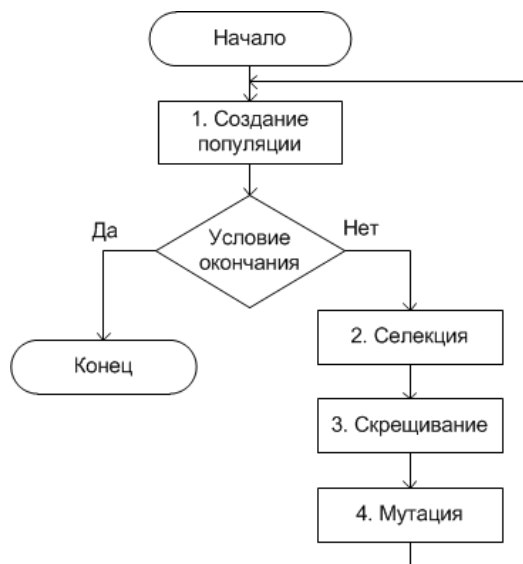 Начало
1. Создание
популяции
Да
Условие
окончания
Нет
2. Селекция
Конец
3. Скрещивание
4. Мутация